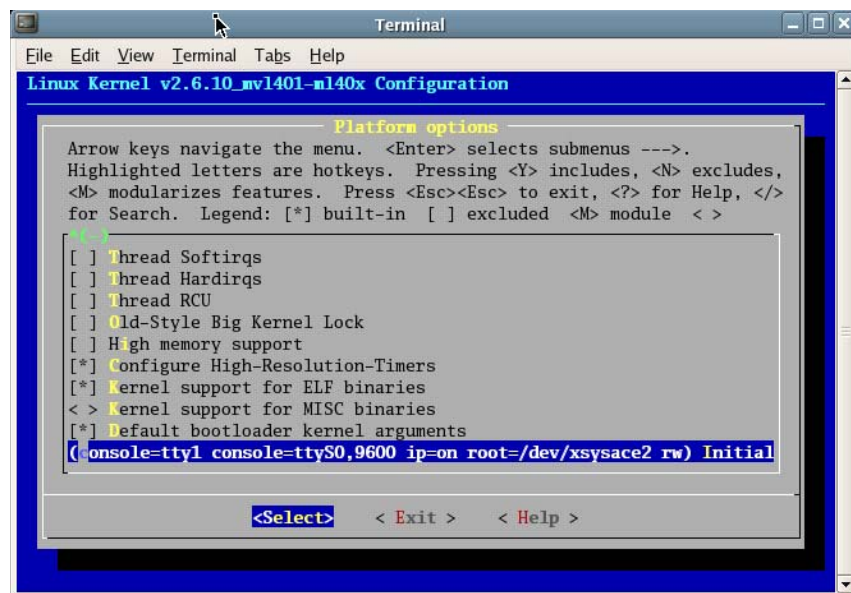 Terminal
File Edit View Terminal Tabs Help
Linux Kernel v2.6.10_mvl401-ml40x Configuration
Platform options
Arrow keys navigate the menu. <Enter> selects submenus --->.
Highlighted letters are hotkeys. Pressing <Y> includes, <N> excludes,
<M> modularizes features. Press <Esc><Esc> to exit, <?> for Help, </>
for Search. Legend: [*] built-in [ ] excluded <M> module < >
^(-)
[ ] Thread Softirqs
[ ] Thread Hardirqs
[ ] Thread RCU
[ ] Old-Style Big Kernel Lock
[ ] High memory support
[*] Configure High-Resolution-Timers
[*] Kernel support for ELF binaries
< > Kernel support for MISC binaries
[*] Default bootloader kernel arguments
(console=tty1 console=ttyS0,9600 ip=on root=/dev/xsysace2 rw) Initial
<Select> < Exit > < Help >